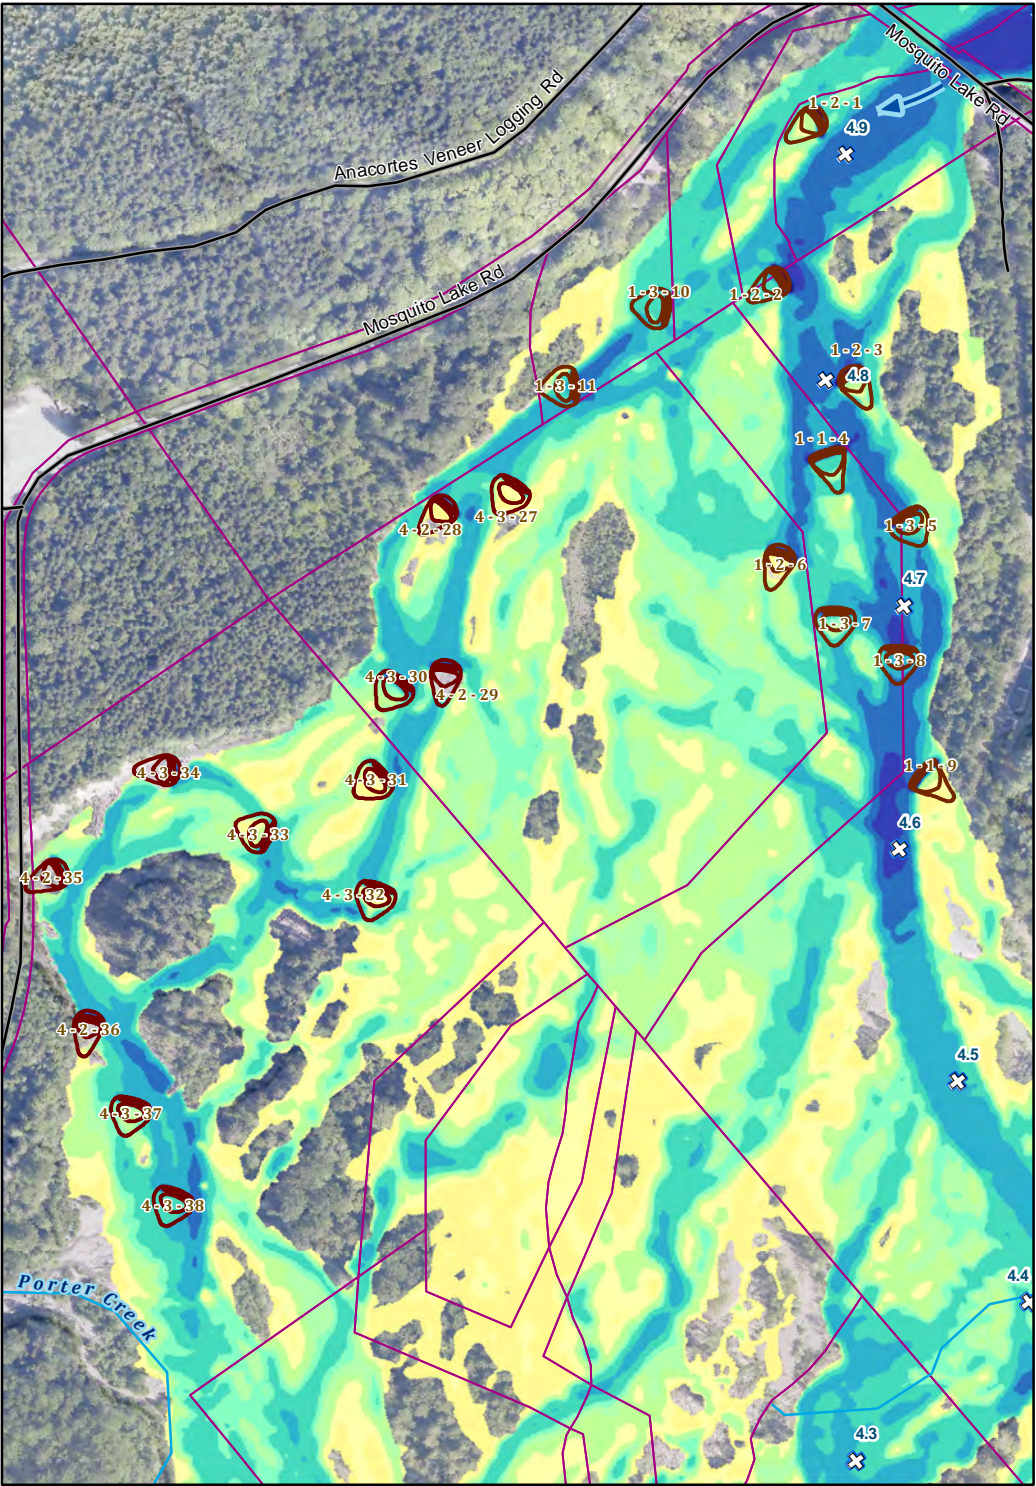 Mosquito Lake Rd
Anacortes Veneer Logging Rd
1 - 2 - 1
4.9
Mosquito Lake Rd
1 - 3 - 10
1 - 2 - 2
1 - 2 - 3
4.8
1 - 3 - 11
1 - 1 - 4
4 - 3 - 27
4 - 2 - 28
1 - 3 - 5
1 - 2 - 6
4.7
1 - 3 - 7
1 - 3 - 8
4 - 3 - 30
4 - 2 - 29
4 - 3 - 34
4 - 3 - 31
1 - 1 - 9
4.6
4 - 3 - 33
4 - 2 - 35
4 - 3 - 32
4 - 2 - 36
4.5
4 - 3 - 37
4 - 3 - 38
4.4
Porter Creek
4.3